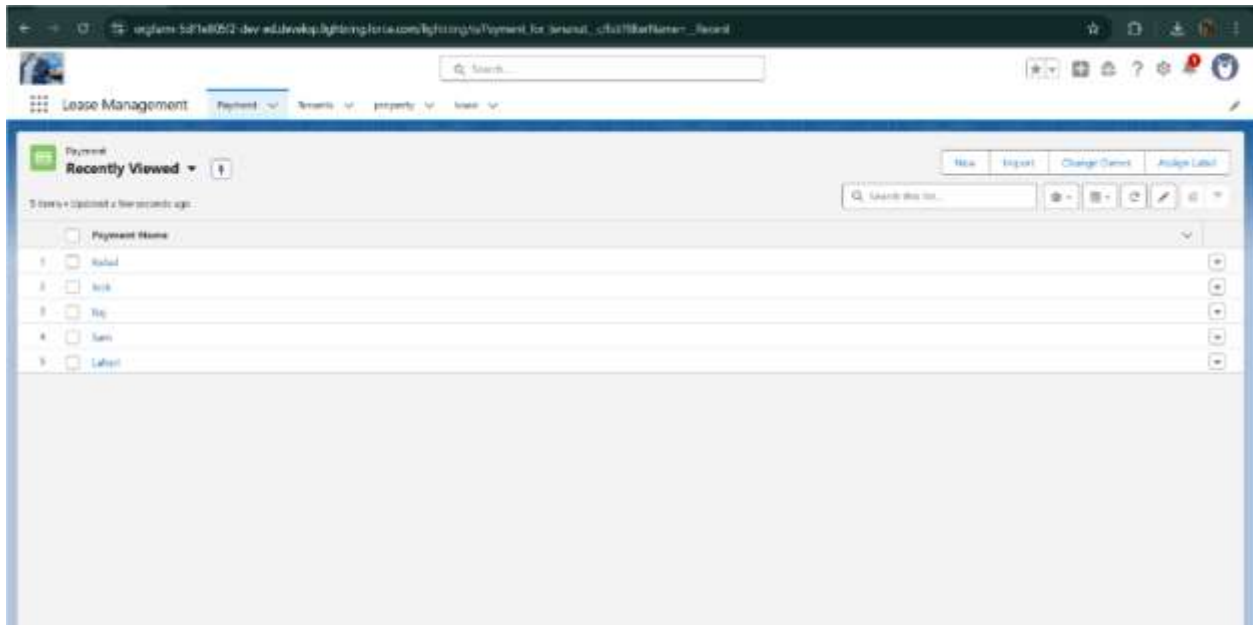 Search...
Lease Management Payment Tenants property lease
Payment
Recently Viewed
New Import Change Owner Assign Label
5 items • Updated a few seconds ago
Search this list...
Payment Name
1
2 Jack
3 Raj
4 Sam
5 Lahari